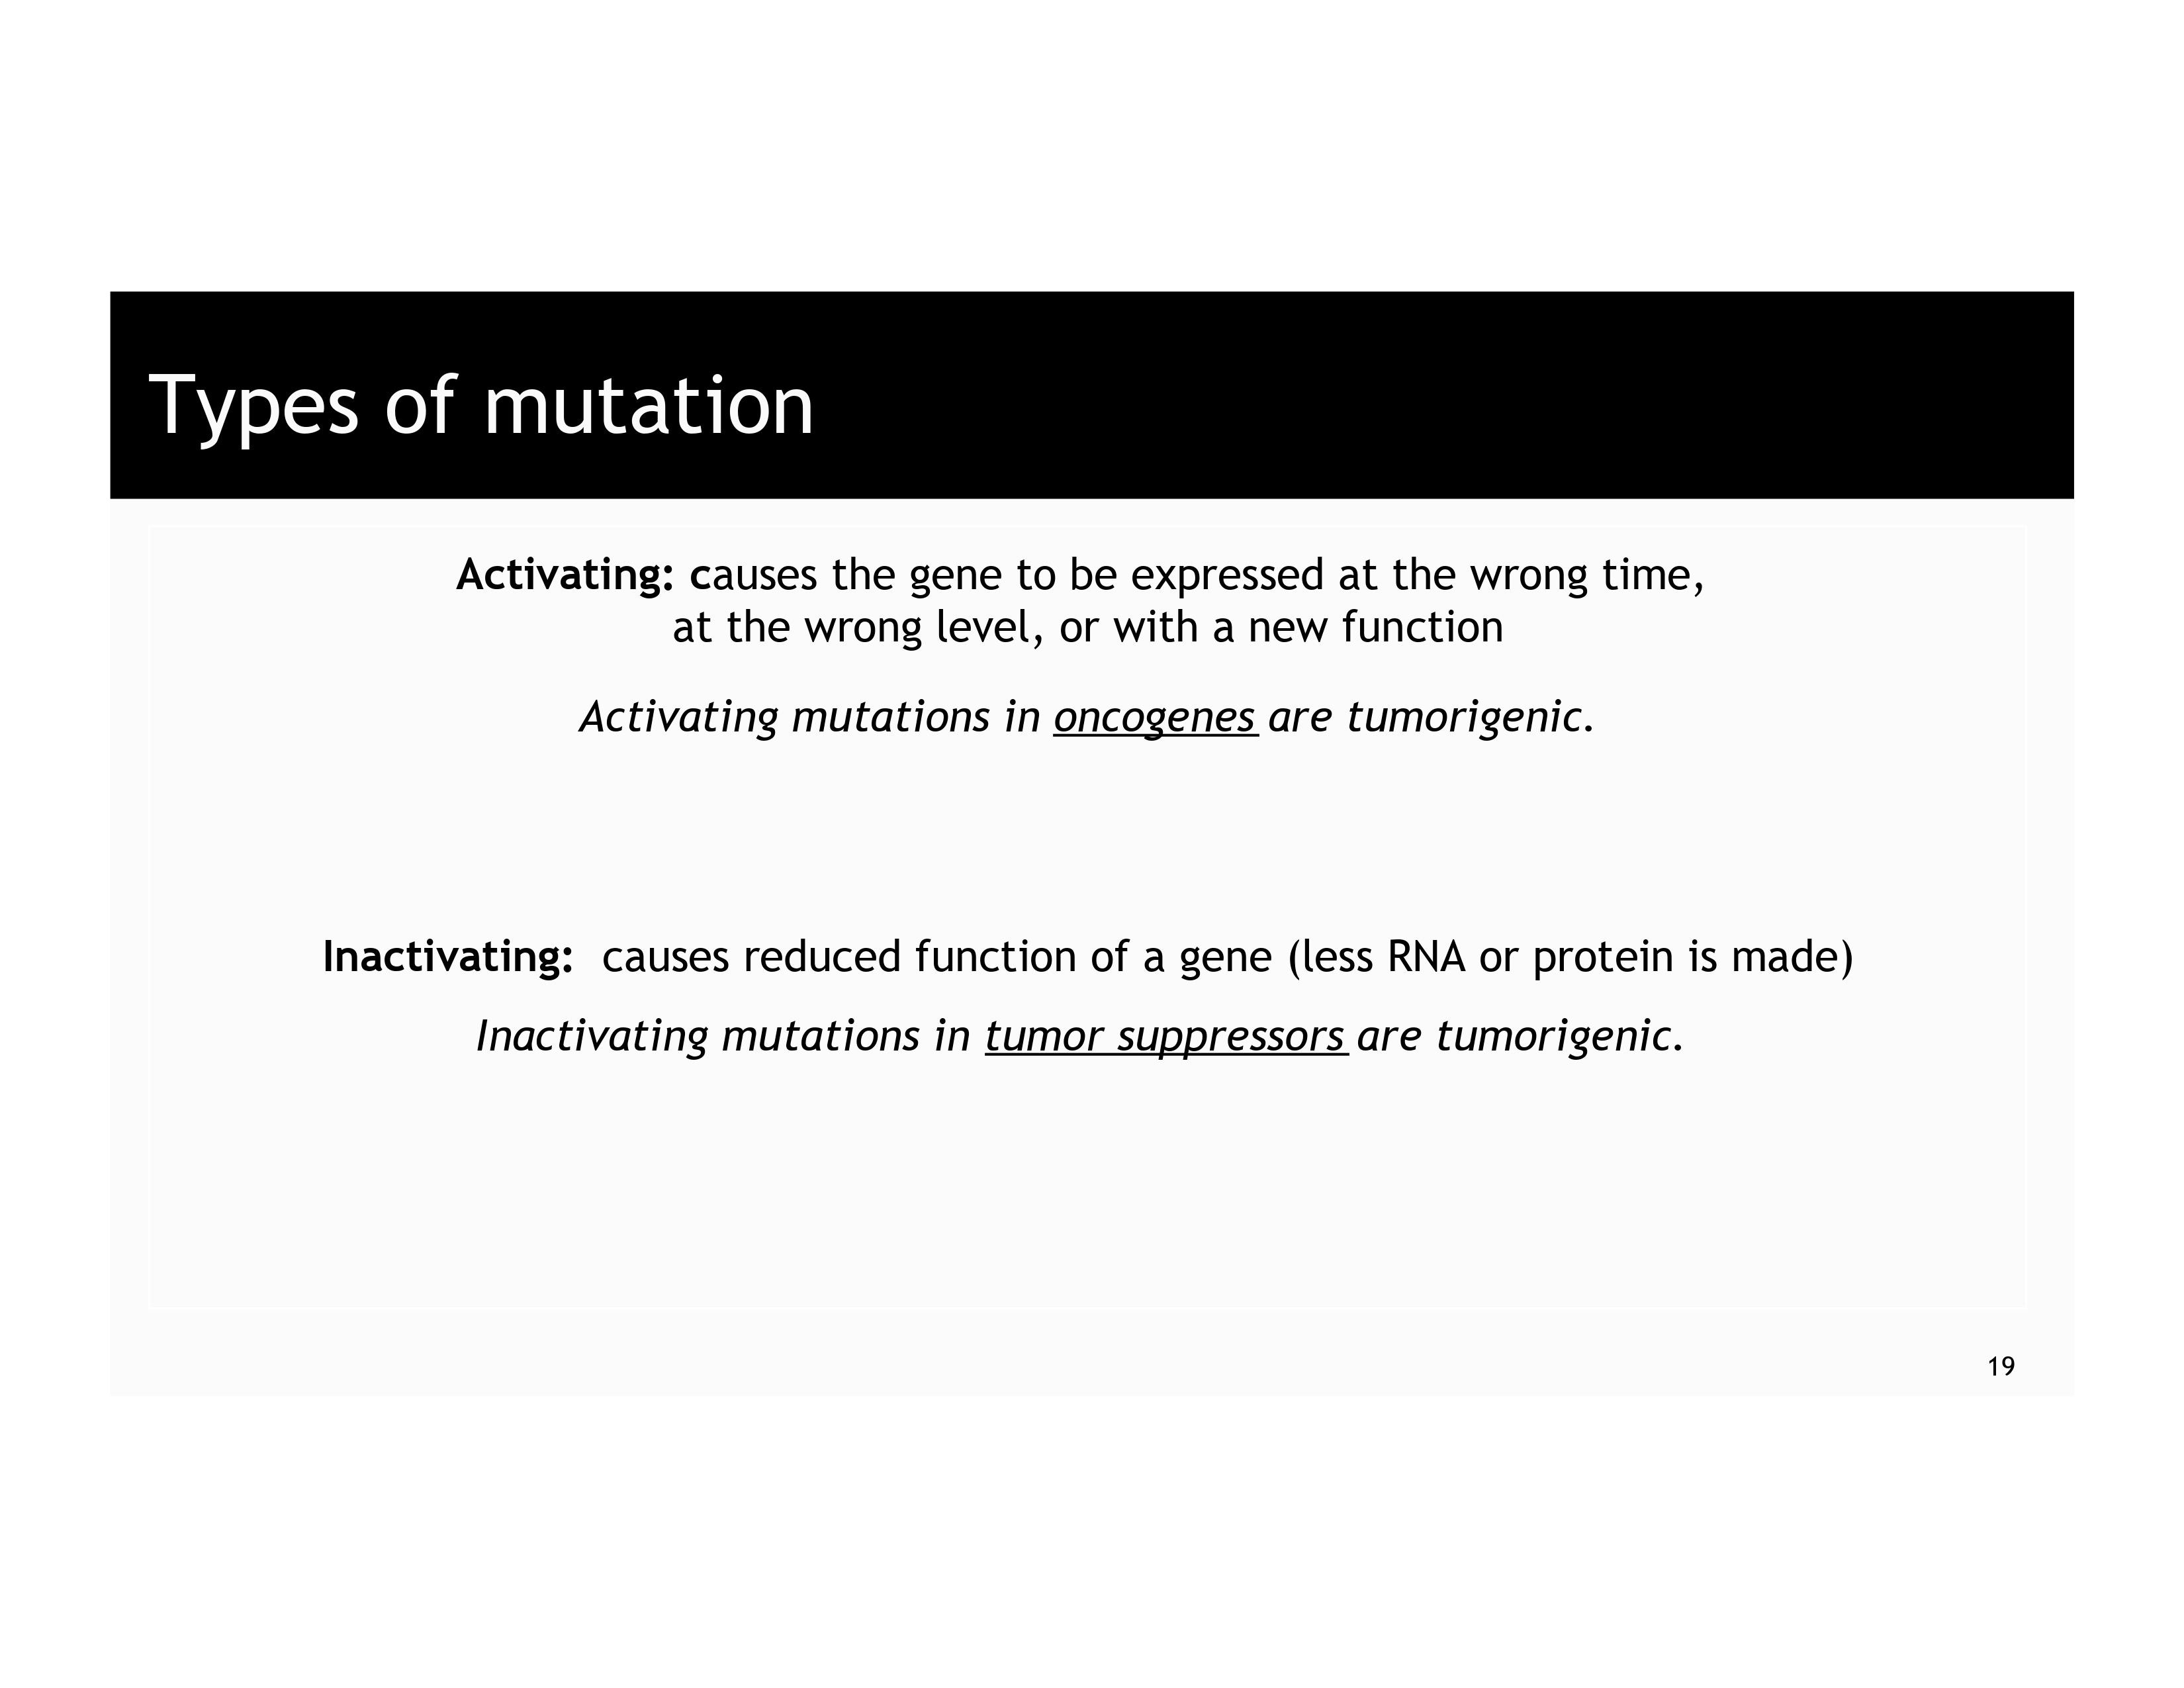 Types of mutation
Activating: causes the gene to be expressed at the wrong time,
at the wrong level, or with a new function
Activating mutations in oncogenes are tumorigenic.
Inactivating:  causes reduced function of a gene (less RNA or protein is made)
Inactivating mutations in tumor suppressors are tumorigenic.
19